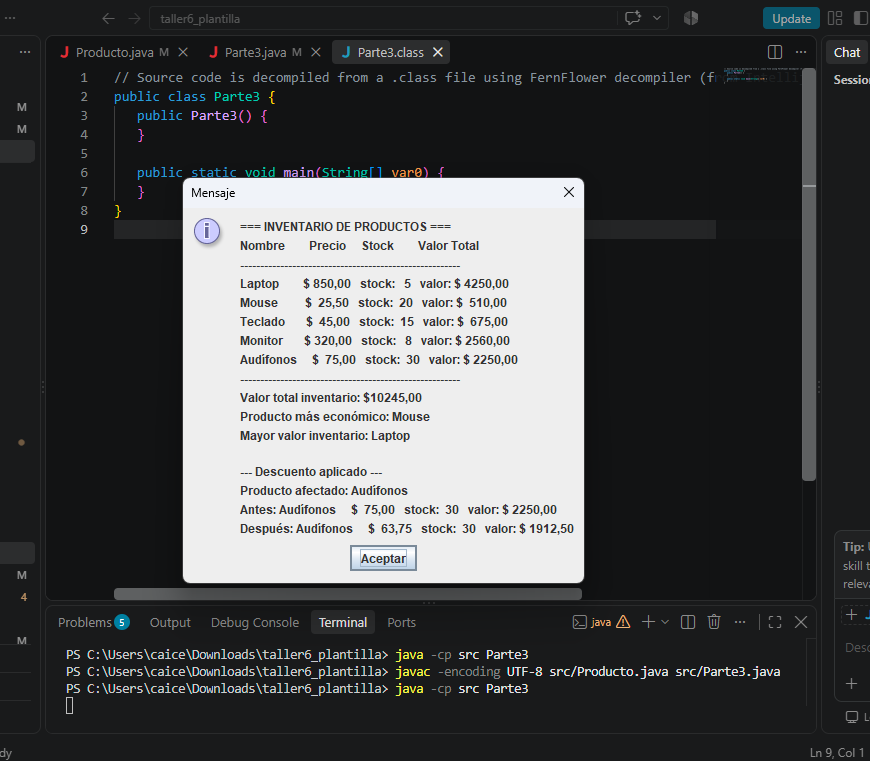 taller6_plantilla
Update
Producto.java M
Parte3.java M
Parte3.class
Chat
Session
1 // Source code is decompiled from a .class file using FernFlower decompiler (fr
2 public class Parte3 {
3 public Parte3() {
4 }
5
6 public static void main(String[] var0) {
7 }
8 }
9
M
M
M
4
M
Mensaje
=== INVENTARIO DE PRODUCTOS ===
Nombre Precio Stock Valor Total
-------------------------------------------------------
Laptop $ 850,00 stock: 5 valor: $ 4250,00
Mouse $ 25,50 stock: 20 valor: $ 510,00
Teclado $ 45,00 stock: 15 valor: $ 675,00
Monitor $ 320,00 stock: 8 valor: $ 2560,00
Audífonos $ 75,00 stock: 30 valor: $ 2250,00
-------------------------------------------------------
Valor total inventario: $10245,00
Producto más económico: Mouse
Mayor valor inventario: Laptop
--- Descuento aplicado ---
Producto afectado: Audífonos
Antes: Audífonos $ 75,00 stock: 30 valor: $ 2250,00
Después: Audífonos $ 63,75 stock: 30 valor: $ 1912,50
Aceptar
Tip:
skill t
releva
Desc
Problems 5 Output Debug Console Terminal Ports
java
PS C:\Users\caice\Downloads\taller6_plantilla> java -cp src Parte3
PS C:\Users\caice\Downloads\taller6_plantilla> javac -encoding UTF-8 src/Producto.java src/Parte3.java
PS C:\Users\caice\Downloads\taller6_plantilla> java -cp src Parte3
dy
Ln 9, Col 1